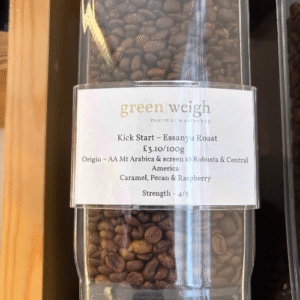 green weigh
Kick Start – Essanyu Roast
£3.10/100g
Origin – AA Mt Arabica & screen 18 Robusta & Central
America
Caramel, Pecan & Raspberry
Strength – 4/5